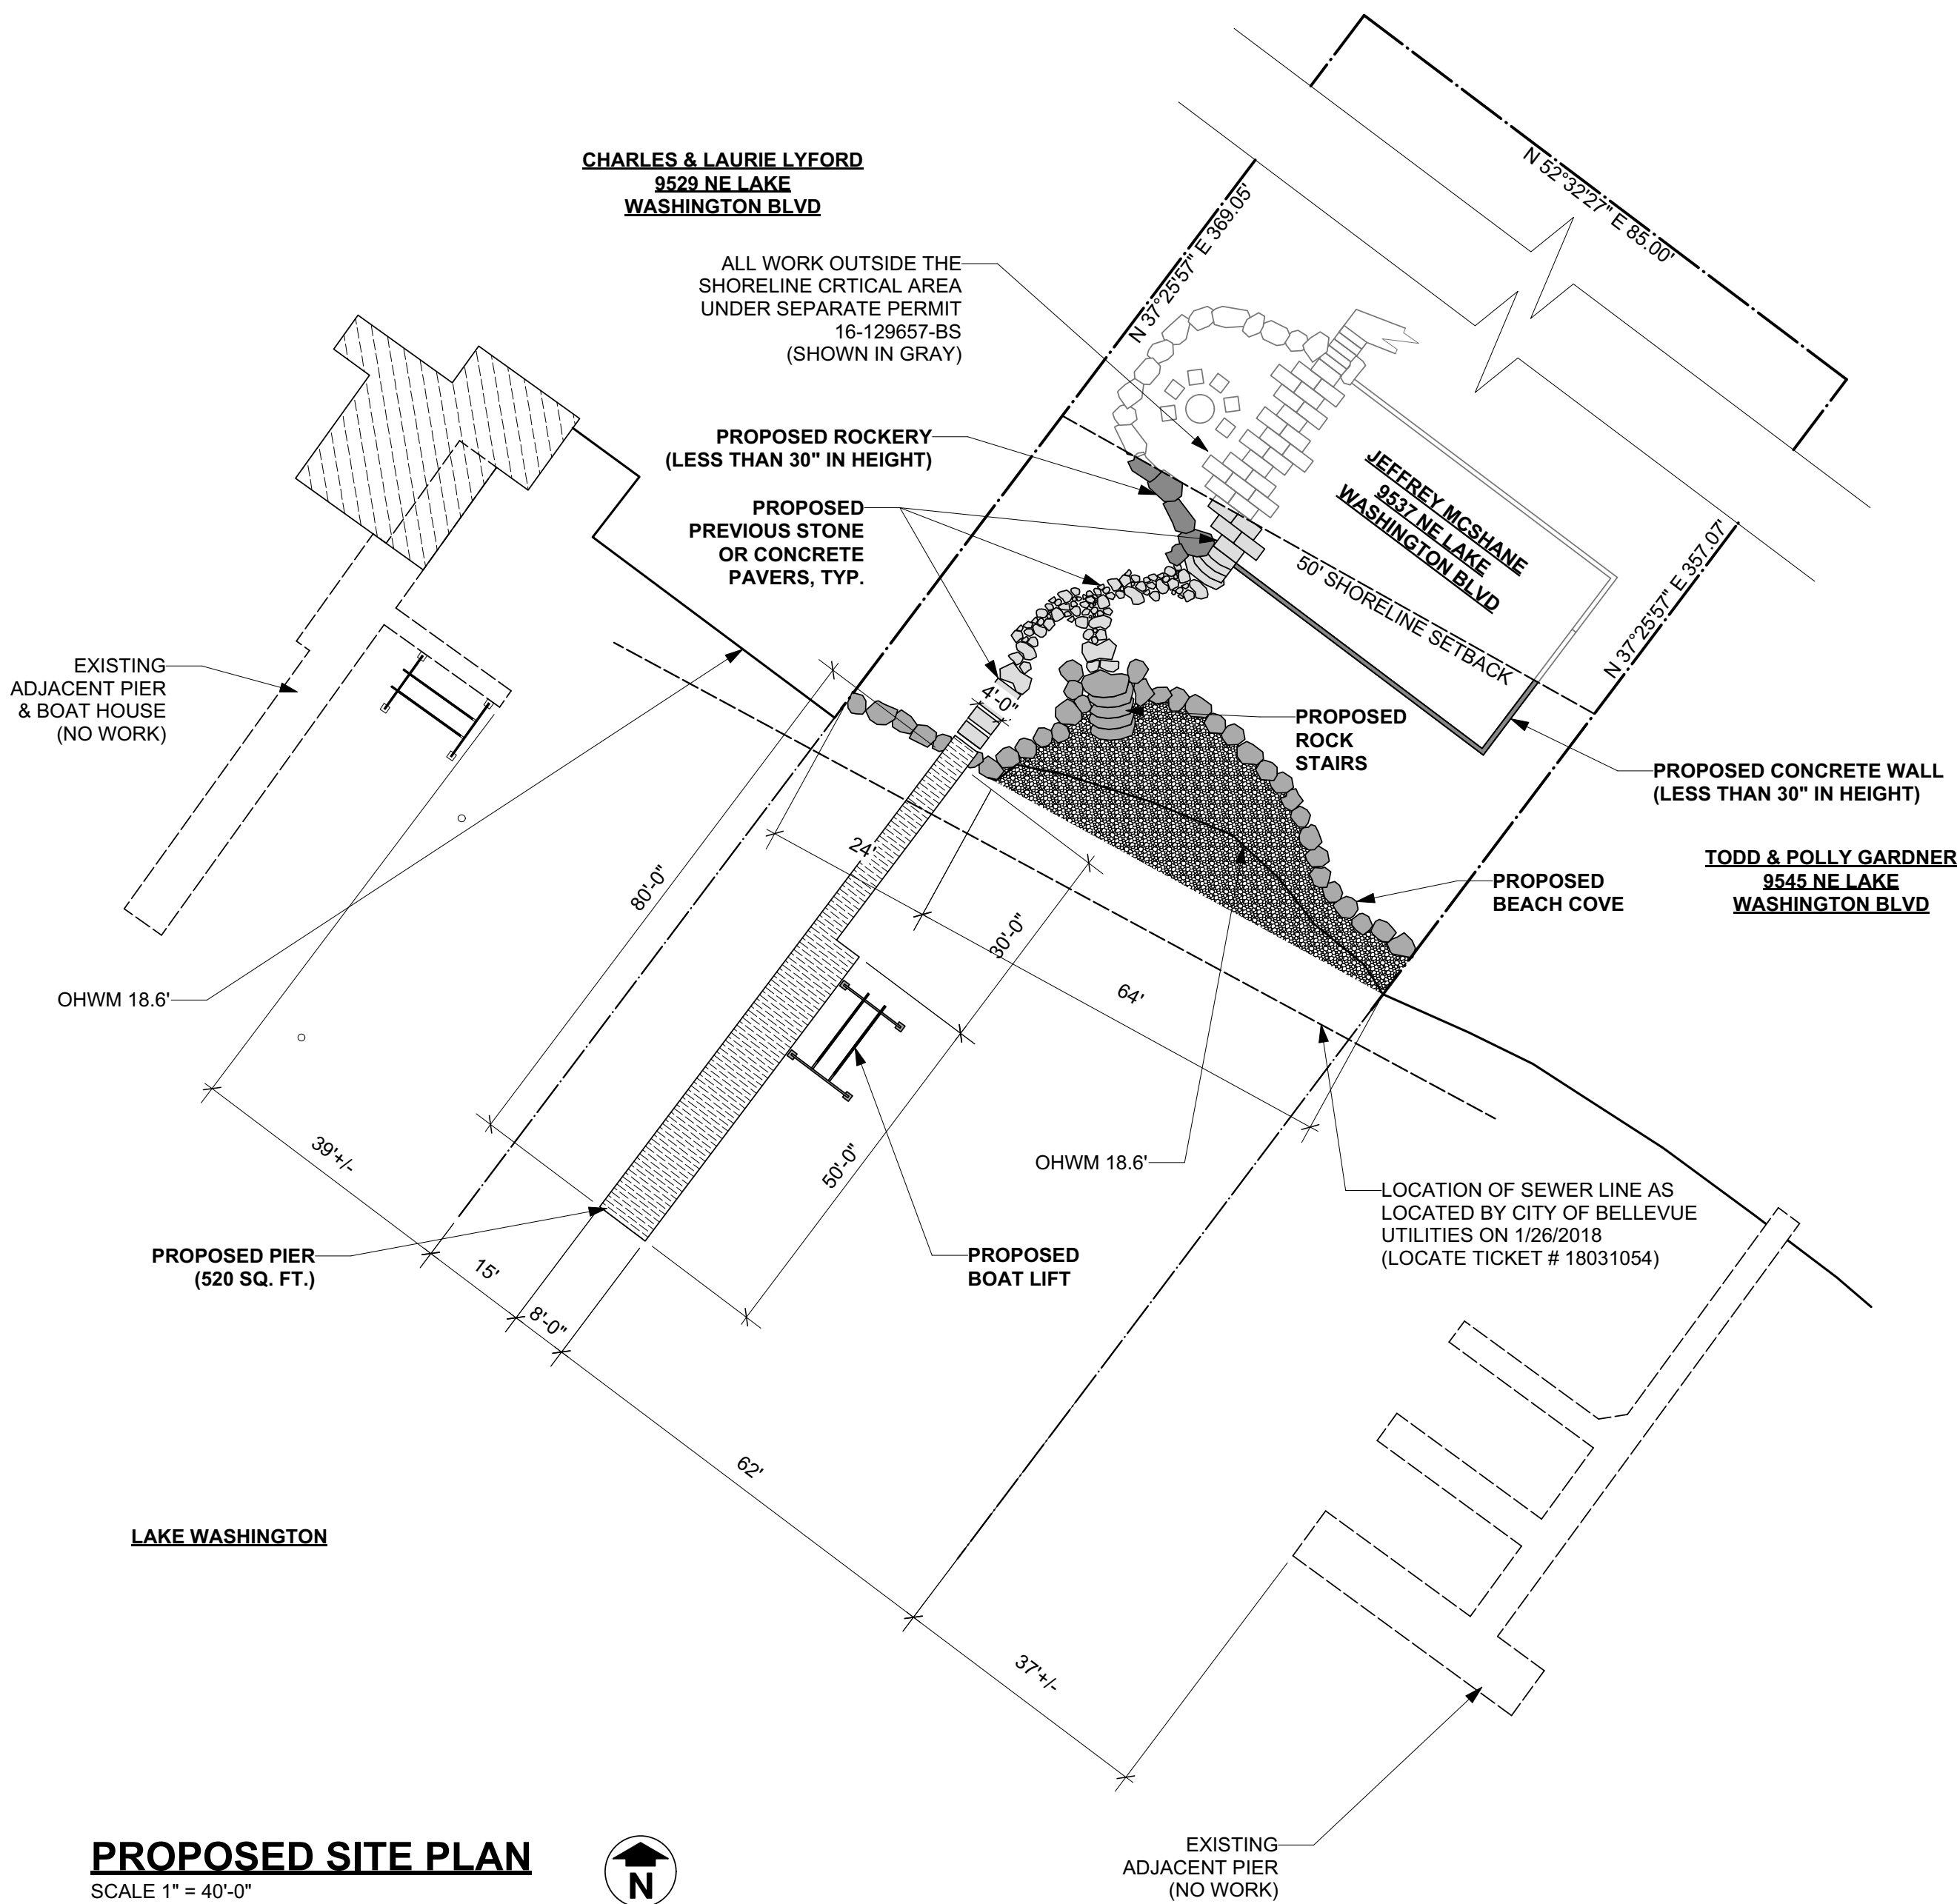 N 52°32'27" E 85.00'
CHARLES & LAURIE LYFORD
9529 NE LAKE
WASHINGTON BLVD
N 37°25'57" E 369.05'
ALL WORK OUTSIDE THE
SHORELINE CRTICAL AREA
UNDER SEPARATE PERMIT
16-129657-BS
(SHOWN IN GRAY)
PROPOSED ROCKERY
(LESS THAN 30" IN HEIGHT)
PROPOSED
PREVIOUS STONE
OR CONCRETE
PAVERS, TYP.
JEFFREY MCSHANE
9537 NE LAKE
WASHINGTON BLVD
50' SHORELINE SETBACK
N 37°25'57" E 357.07'
EXISTING
ADJACENT PIER
& BOAT HOUSE
(NO WORK)
4'-0"
PROPOSED
ROCK
STAIRS
PROPOSED CONCRETE WALL
(LESS THAN 30" IN HEIGHT)
TODD & POLLY GARDNER
9545 NE LAKE
WASHINGTON BLVD
PROPOSED
BEACH COVE
24'
80'-0"
30'-0"
64'
OHWM 18.6'
39'+/-
50'-0"
OHWM 18.6'
LOCATION OF SEWER LINE AS
LOCATED BY CITY OF BELLEVUE
UTILITIES ON 1/26/2018
(LOCATE TICKET # 18031054)
PROPOSED PIER
(520 SQ. FT.)
PROPOSED
BOAT LIFT
15'
8'-0"
62'
LAKE WASHINGTON
37'+/-
EXISTING
ADJACENT PIER
(NO WORK)
PROPOSED SITE PLAN
SCALE 1" = 40'-0"
N